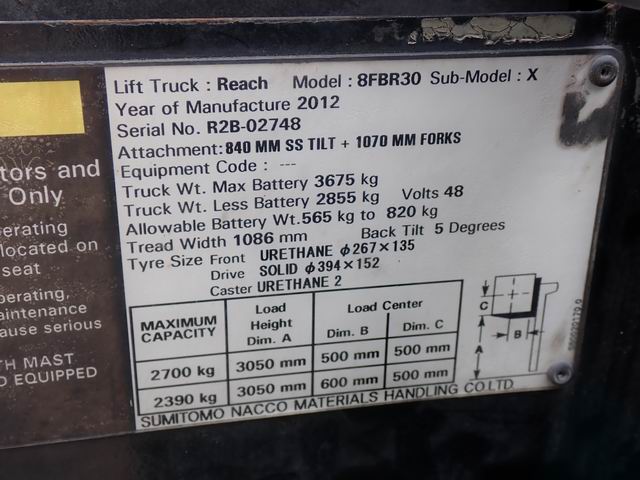 Lift Truck : Reach Model : 8FBR30 Sub-Model : X
Year of Manufacture 2012
Serial No. R2B-02748
Attachment: 840 MM SS TILT + 1070 MM FORKS
Equipment Code : ---
Truck Wt. Max Battery 3675 kg
Truck Wt. Less Battery 2855 kg Volts 48
Allowable Battery Wt. 565 kg to 820 kg
Tread Width 1086 mm Back Tilt 5 Degrees
Tyre Size Front URETHANE φ267×135
Drive SOLID φ394×152
Caster URETHANE 2
MAXIMUM CAPACITY Load Height Dim. A Load Center Dim. B Dim. C
2700 kg 3050 mm 500 mm 500 mm
2390 kg 3050 mm 600 mm 500 mm
SUMITOMO NACCO MATERIALS HANDLING CO.LTD.
C
B
A
tors and
Only
erating
located on
seat
perating,
aintenance
ause serious
TH MAST
D EQUIPPED